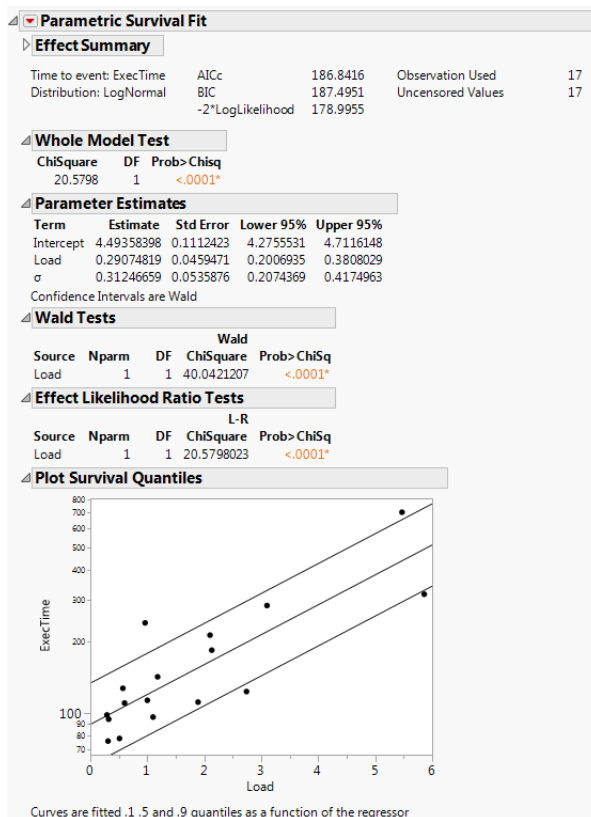 Parametric Survival Fit
Effect Summary
Time to event: ExecTime AICc 186.8416 Observation Used 17
Distribution: LogNormal BIC 187.4951 Uncensored Values 17
-2*LogLikelihood 178.9955
Whole Model Test
ChiSquare DF Prob>Chisq
20.5798 1 <.0001*
Parameter Estimates
Term Estimate Std Error Lower 95% Upper 95%
Intercept 4.49358398 0.1112423 4.2755531 4.7116148
Load 0.29074819 0.0459471 0.2006935 0.3808029
σ 0.31246659 0.0535876 0.2074369 0.4174963
Confidence Intervals are Wald
Wald Tests
Wald
Source Nparm DF ChiSquare Prob>ChiSq
Load 1 1 40.0421207 <.0001*
Effect Likelihood Ratio Tests
L-R
Source Nparm DF ChiSquare Prob>ChiSq
Load 1 1 20.5798023 <.0001*
Plot Survival Quantiles
800
700
600
500
400
300
200
100
90
80
70
ExecTime
0 1 2 3 4 5 6
Load
Curves are fitted .1 .5 and .9 quantiles as a function of the regressor